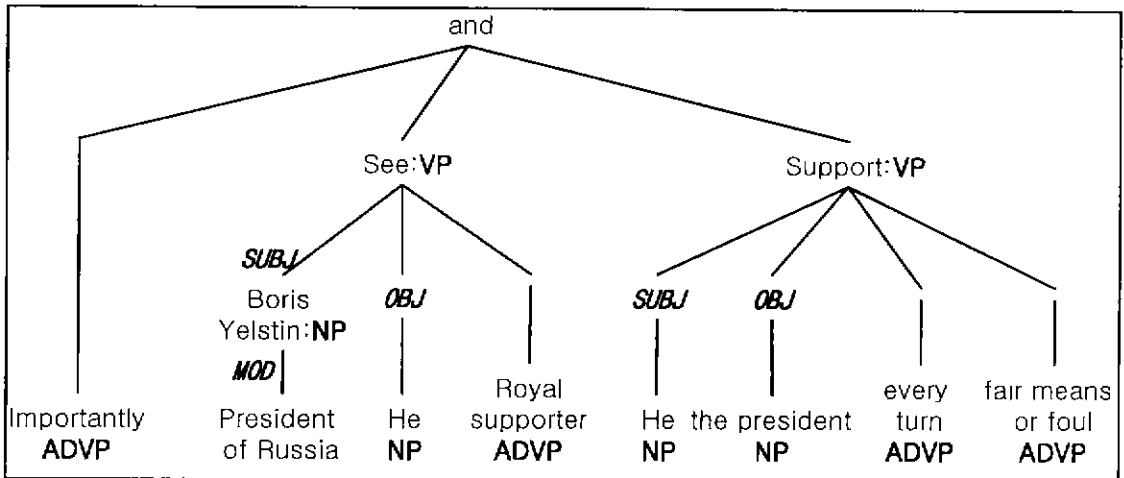 and
See:VP
Support:VP
SUBJ
Boris
Yelstin:NP
OBJ
SUBJ
OBJ
MOD
Importantly
ADVP
President
of Russia
He
NP
Royal
supporter
ADVP
He
NP
the president
NP
every
turn
ADVP
fair means
or foul
ADVP